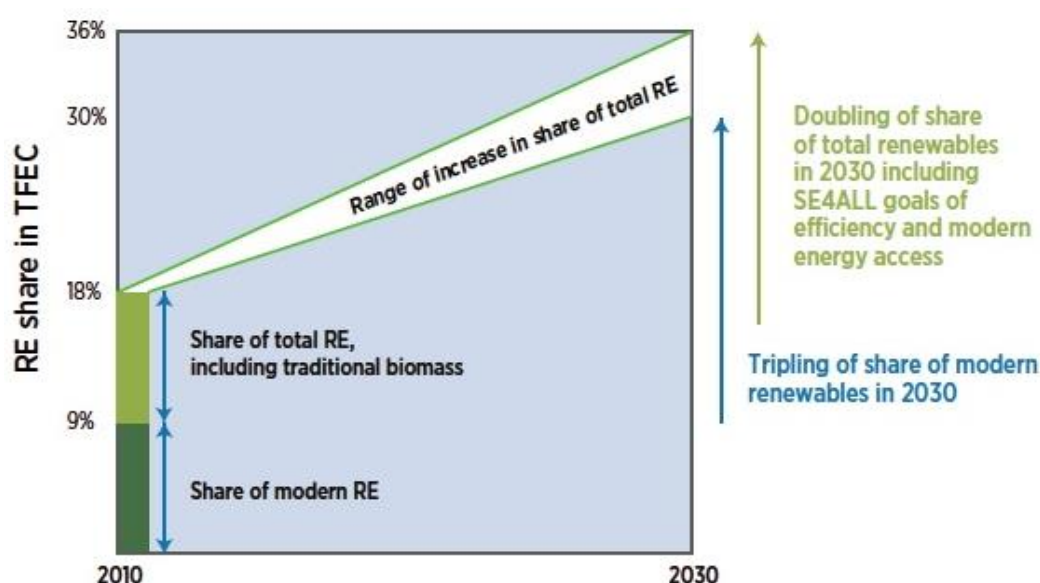 36%
30%
18%
9%
RE share in TFEC
2010
2030
Range of increase in share of total RE
Share of total RE,
including traditional biomass
Share of modern RE
Doubling of share
of total renewables
in 2030 including
SE4ALL goals of
efficiency and modern
energy access
Tripling of share of modern
renewables in 2030